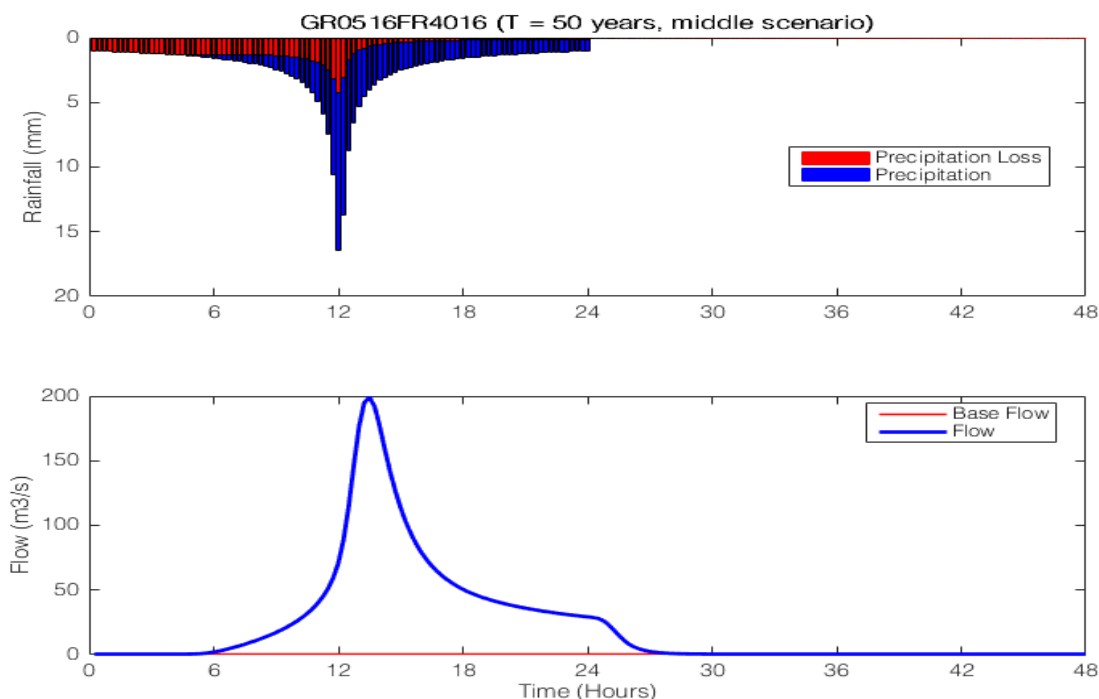 GR0516FR4016 (T = 50 years, middle scenario)
0
5
10
15
20
Rainfall (mm)
Precipitation Loss
Precipitation
0 6 12 18 24 30 36 42 48
200
150
100
50
0
Flow (m3/s)
Base Flow
Flow
0 6 12 18 24 30 36 42 48
Time (Hours)